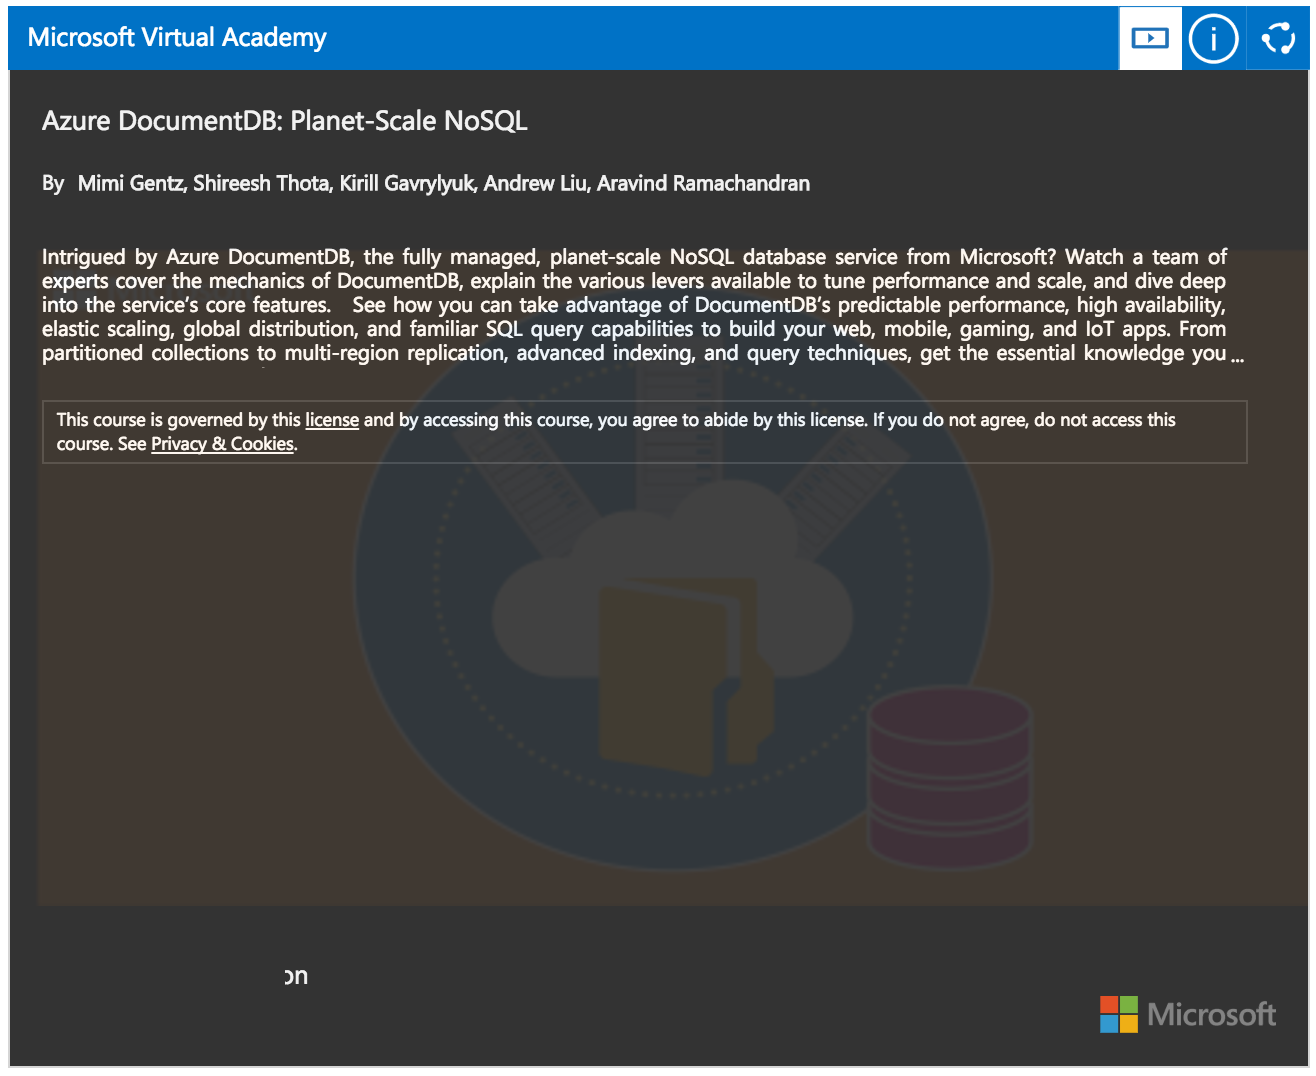 Microsoft Virtual Academy
Azure DocumentDB: Planet-Scale NoSQL
By Mimi Gentz, Shireesh Thota, Kirill Gavrylyuk, Andrew Liu, Aravind Ramachandran
Intrigued by Azure DocumentDB, the fully managed, planet-scale NoSQL database service from Microsoft? Watch a team of
experts cover the mechanics of DocumentDB, explain the various levers available to tune performance and scale, and dive deep
into the service's core features. See how you can take advantage of DocumentDB's predictable performance, high availability,
elastic scaling, global distribution, and familiar SQL query capabilities to build your web, mobile, gaming, and IoT apps. From
partitioned collections to multi-region replication, advanced indexing, and query techniques, get the essential knowledge you ...
This course is governed by this license and by accessing this course, you agree to abide by this license. If you do not agree, do not access this
course. See Privacy & Cookies.
on
Microsoft